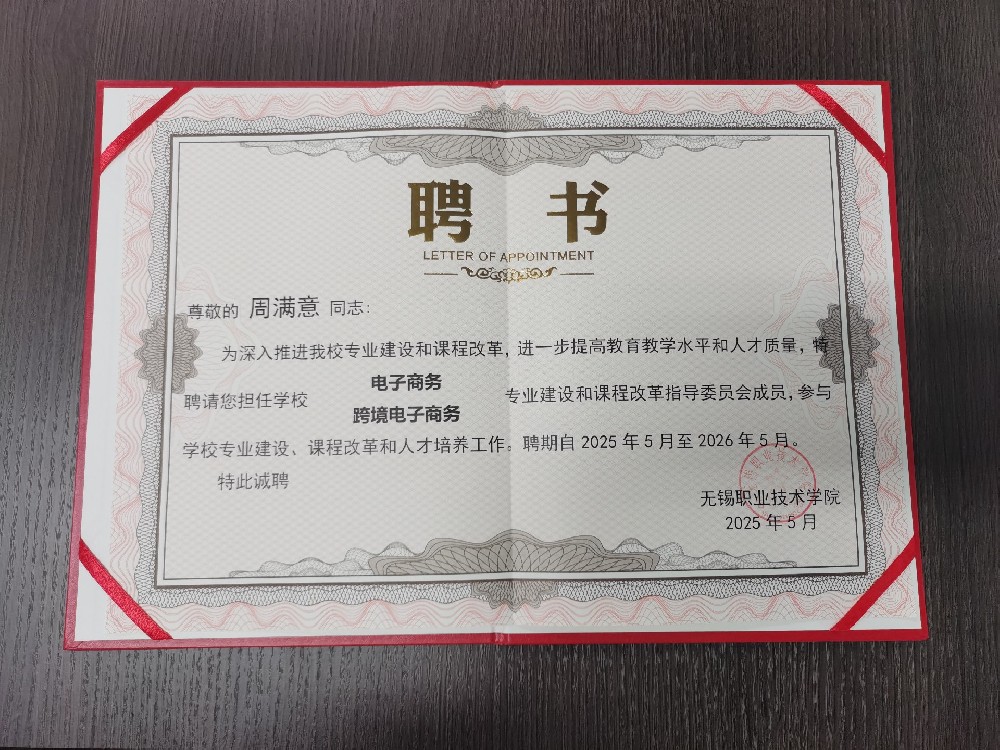 聘 书
LETTER OF APPOINTMENT
尊敬的 周满意 同志：
为深入推进我校专业建设和课程改革，进一步提高教育教学水平和人才质量，特
聘请您担任学校 电子商务 跨境电子商务 专业建设和课程改革指导委员会成员，参与
学校专业建设、课程改革和人才培养工作。聘期自 2025 年 5 月至 2026 年 5 月。
特此诚聘
无锡职业技术学院
2025 年 5 月